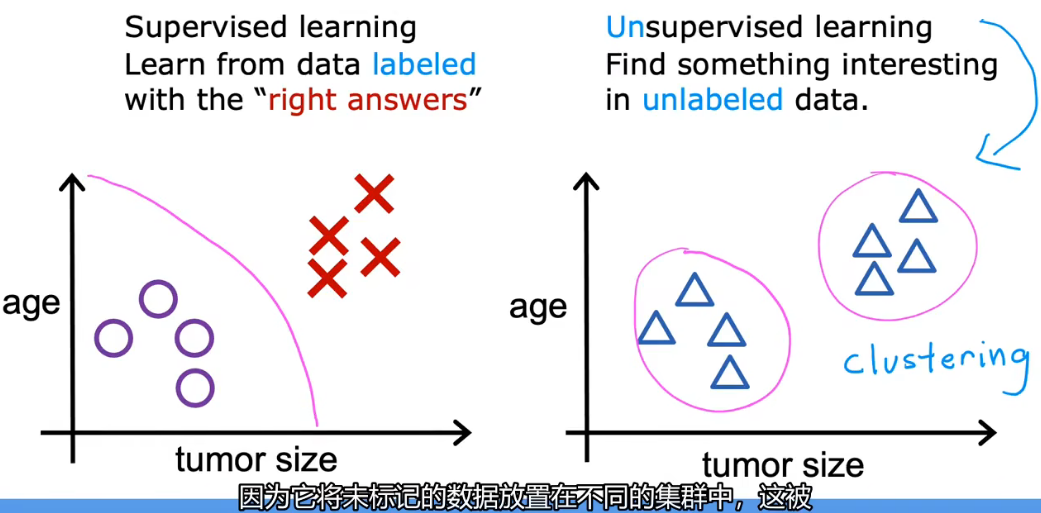 Supervised learning
Learn from data labeled
with the “right answers”
age
tumor size
Unsupervised learning
Find something interesting
in unlabeled data.
age
clustering
tumor size
因为它将未标记的数据放置在不同的集群中，这被